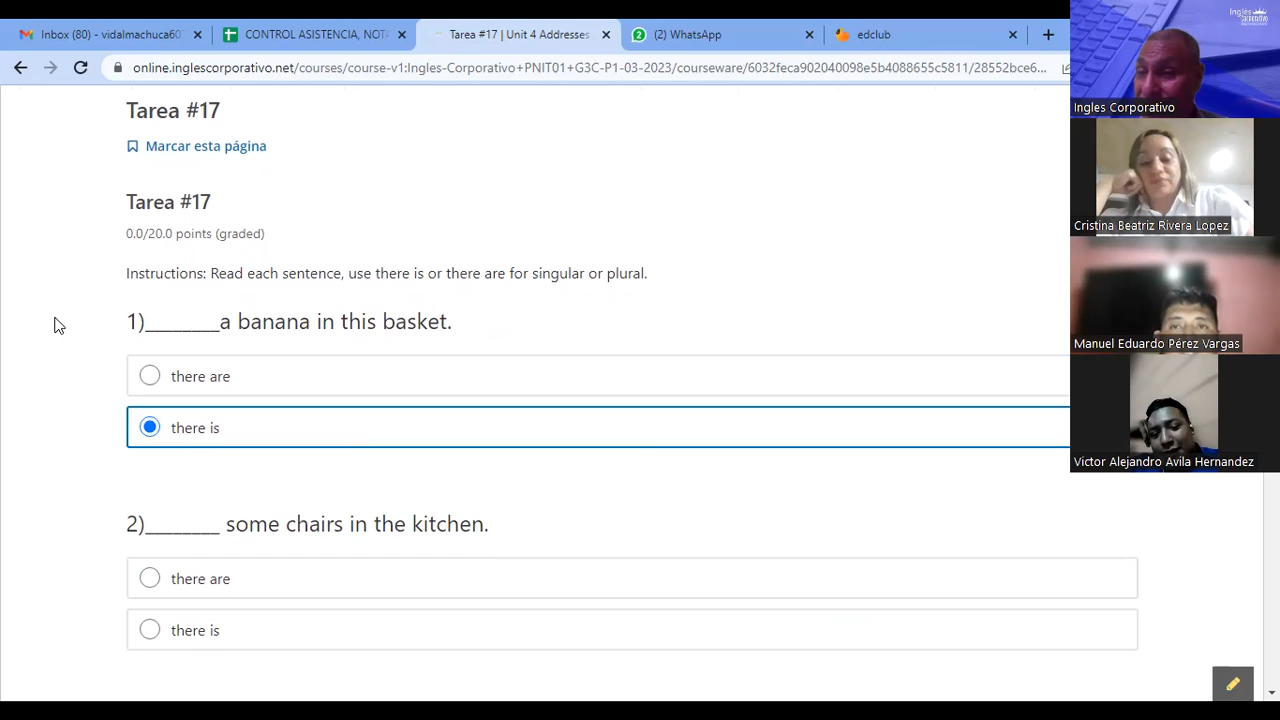 Inbox (80) - vidalmachuca60
CONTROL ASISTENCIA, NOT
Tarea #17 | Unit 4 Addresses
(2) WhatsApp
edclub
online.inglescorporativo.net/courses/course-v1:Ingles-Corporativo+PNIT01+G3C-P1-03-2023/courseware/6032feca902040098e5b4088655c5811/28552bce6...
Tarea #17
Marcar esta página
Tarea #17
0.0/20.0 points (graded)
Instructions: Read each sentence, use there is or there are for singular or plural.
1)________a banana in this basket.
there are
there is
2)________ some chairs in the kitchen.
there are
there is
Ingles
CORPORATIVO
Ingles Corporativo
Cristina Beatriz Rivera Lopez
Manuel Eduardo Pérez Vargas
Victor Alejandro Avila Hernandez